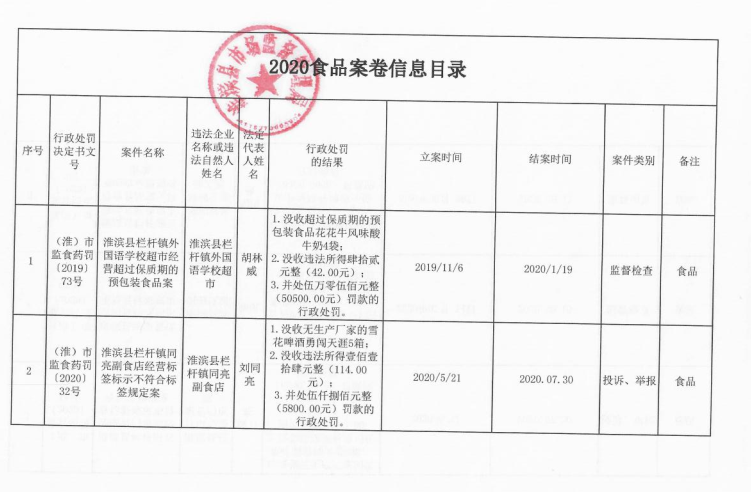 2020食品案卷信息目录
序号
行政处罚
决定书文
号
案件名称
违法企业
名称或违
法自然人
姓名
法定
代表
人姓
名
行政处罚
的结果
立案时间
结案时间
案件类别
备注
1
（淮）市
监食药罚
〔2019〕
73号
淮滨县栏杆镇外
国语学校超市经
营超过保质期的
预包装食品案
淮滨县栏
杆镇外国
语学校超
市
胡林
威
1.没收超过保质期的预
包装食品花花牛风味酸
牛奶4袋；
2.没收违法所得肆拾贰
元整（42.00元）；
3.并处伍万零伍佰元整
（50500.00元）罚款的
行政处罚。
2019/11/6
2020/1/19
监督检查
食品
2
（淮）市
监食药罚
〔2020〕
32号
淮滨县栏杆镇同
亮副食店经营标
签标示不符合标
签规定案
淮滨县栏
杆镇同亮
副食店
刘同
亮
1.没收无生产厂家的雪
花啤酒勇闯天涯5箱；
2.没收违法所得壹佰壹
拾肆元整（114.00
元）；
3.并处伍仟捌佰元整
（5800.00元）罚款的
行政处罚。
2020/5/21
2020.07.30
投诉、举报
食品